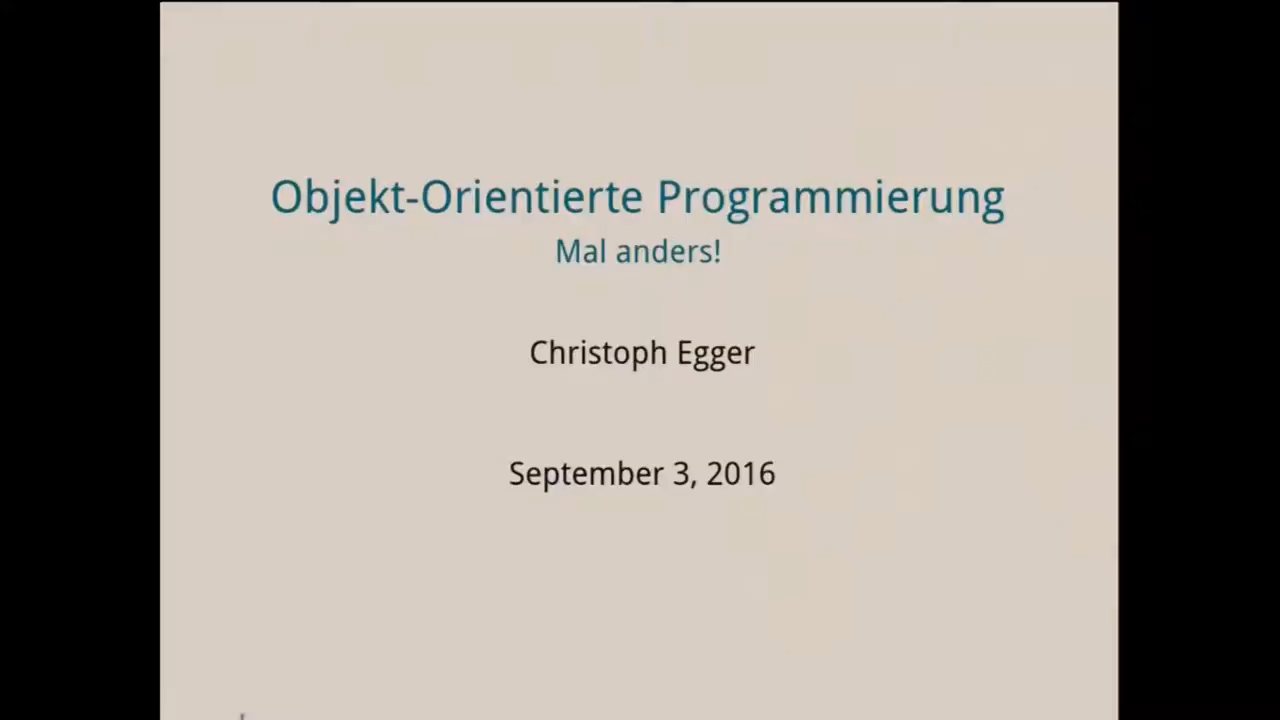 Objekt-Orientierte Programmierung
Mal anders!
Christoph Egger
September 3, 2016